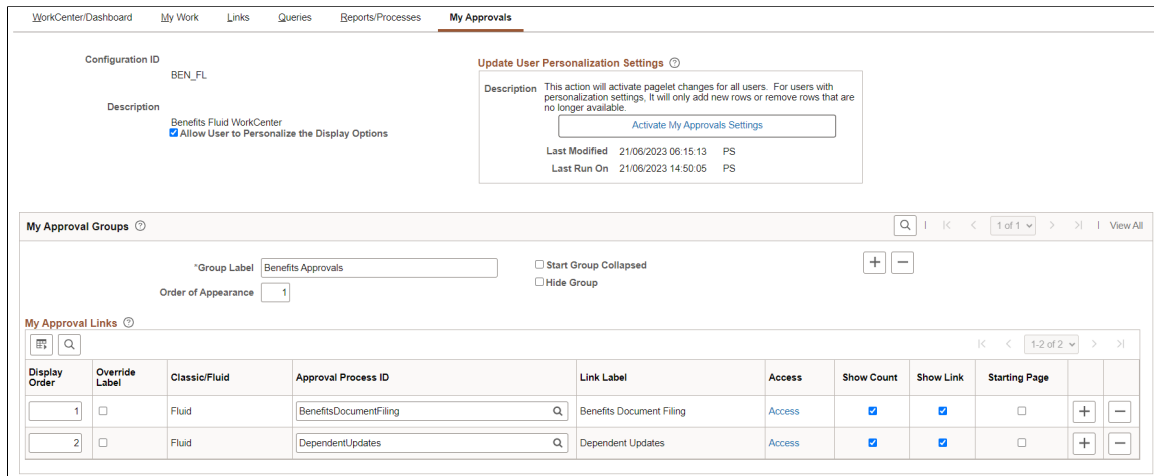 WorkCenter/Dashboard My Work Links Queries Reports/Processes My Approvals
Configuration ID
BEN_FL
Description
Benefits Fluid WorkCenter
Allow User to Personalize the Display Options
Update User Personalization Settings
Description This action will activate pagelet changes for all users. For users with
personalization settings, It will only add new rows or remove rows that are
no longer available.
Activate My Approvals Settings
Last Modified 21/06/2023 06:15:13 PS
Last Run On 21/06/2023 14:50:05 PS
My Approval Groups
1 of 1
View All
*Group Label Benefits Approvals
Start Group Collapsed
Order of Appearance 1
Hide Group
My Approval Links
1-2 of 2
Display Order Override Label Classic/Fluid Approval Process ID Link Label Access Show Count Show Link Starting Page
1 Fluid BenefitsDocumentFiling Benefits Document Filing Access
2 Fluid DependentUpdates Dependent Updates Access